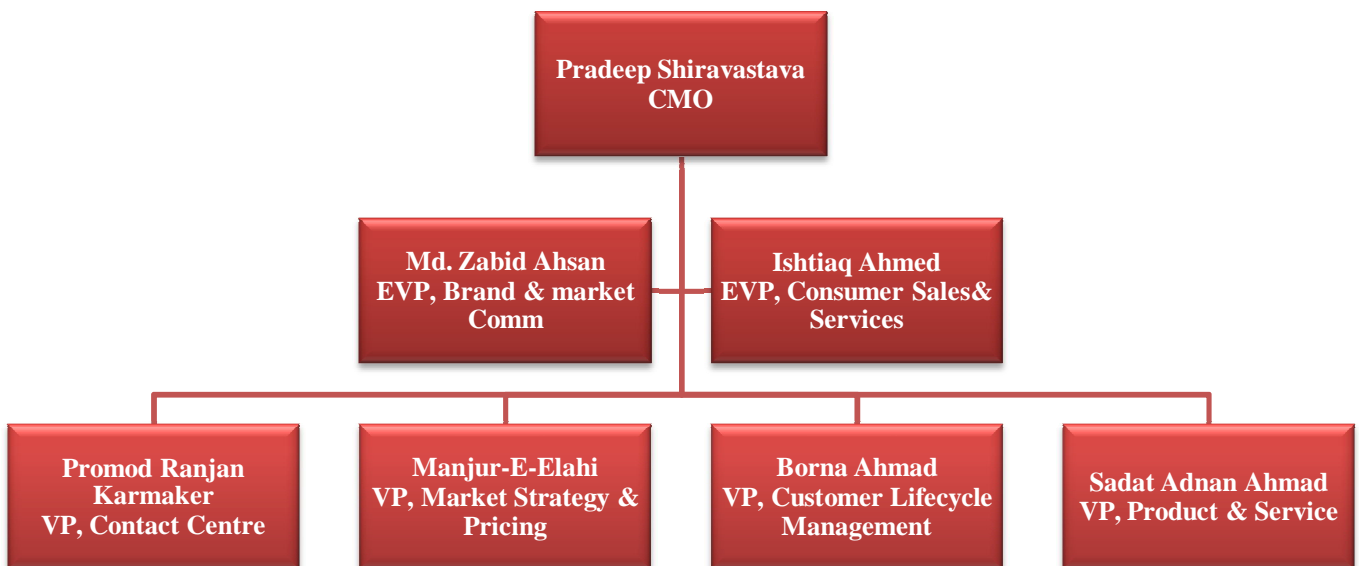 Pradeep Shiravastava
CMO
Md. Zabid Ahsan
EVP, Brand & market
Comm
Ishtiaq Ahmed
EVP, Consumer Sales&
Services
Promod Ranjan
Karmaker
VP, Contact Centre
Manjur-E-Elahi
VP, Market Strategy &
Pricing
Borna Ahmad
VP, Customer Lifecycle
Management
Sadat Adnan Ahmad
VP, Product & Service